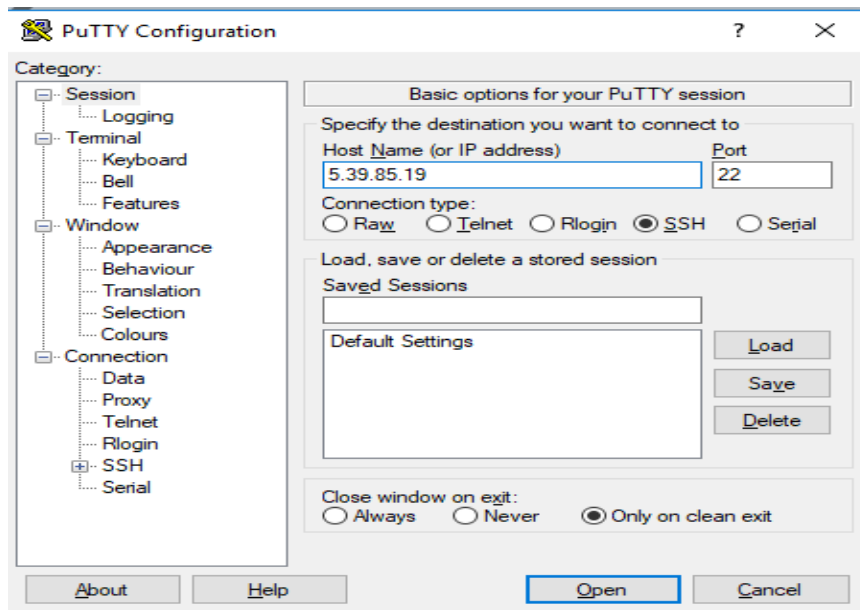 PuTTY Configuration
?
Category:
Session
Logging
Terminal
Keyboard
Bell
Features
Window
Appearance
Behaviour
Translation
Selection
Colours
Connection
Data
Proxy
Telnet
Rlogin
SSH
Serial
Basic options for your PuTTY session
Specify the destination you want to connect to
Host Name (or IP address) Port
5.39.85.19 22
Connection type:
Raw Telnet Rlogin SSH Serial
Load, save or delete a stored session
Saved Sessions
Default Settings
Load
Save
Delete
Close window on exit:
Always Never Only on clean exit
About Help Open Cancel